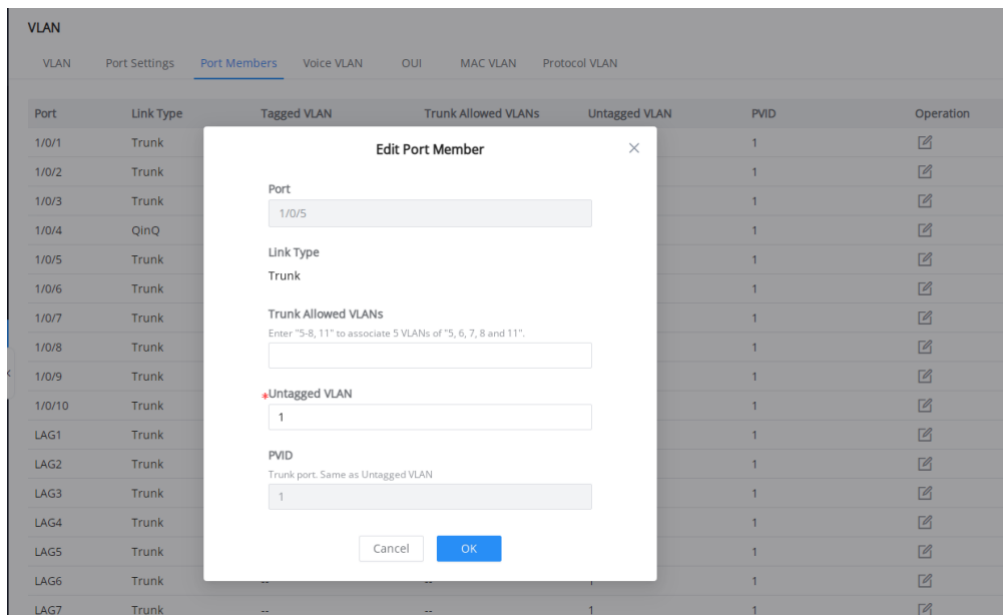 VLAN
VLAN Port Settings Port Members Voice VLAN OUI MAC VLAN Protocol VLAN
Port Link Type Tagged VLAN Trunk Allowed VLANs Untagged VLAN PVID Operation
1/0/1 Trunk 1
1/0/2 Trunk 1
1/0/3 Trunk 1
1/0/4 QinQ 1
1/0/5 Trunk 1
1/0/6 Trunk 1
1/0/7 Trunk 1
1/0/8 Trunk 1
1/0/9 Trunk 1
1/0/10 Trunk 1
LAG1 Trunk 1
LAG2 Trunk 1
LAG3 Trunk 1
LAG4 Trunk 1
LAG5 Trunk 1
LAG6 Trunk -- -- 1 1
LAG7 Trunk -- -- 1 1
Edit Port Member
Port
1/0/5
Link Type
Trunk
Trunk Allowed VLANs
Enter "5-8, 11" to associate 5 VLANs of "5, 6, 7, 8 and 11".
*Untagged VLAN
1
PVID
Trunk port. Same as Untagged VLAN
1
Cancel OK